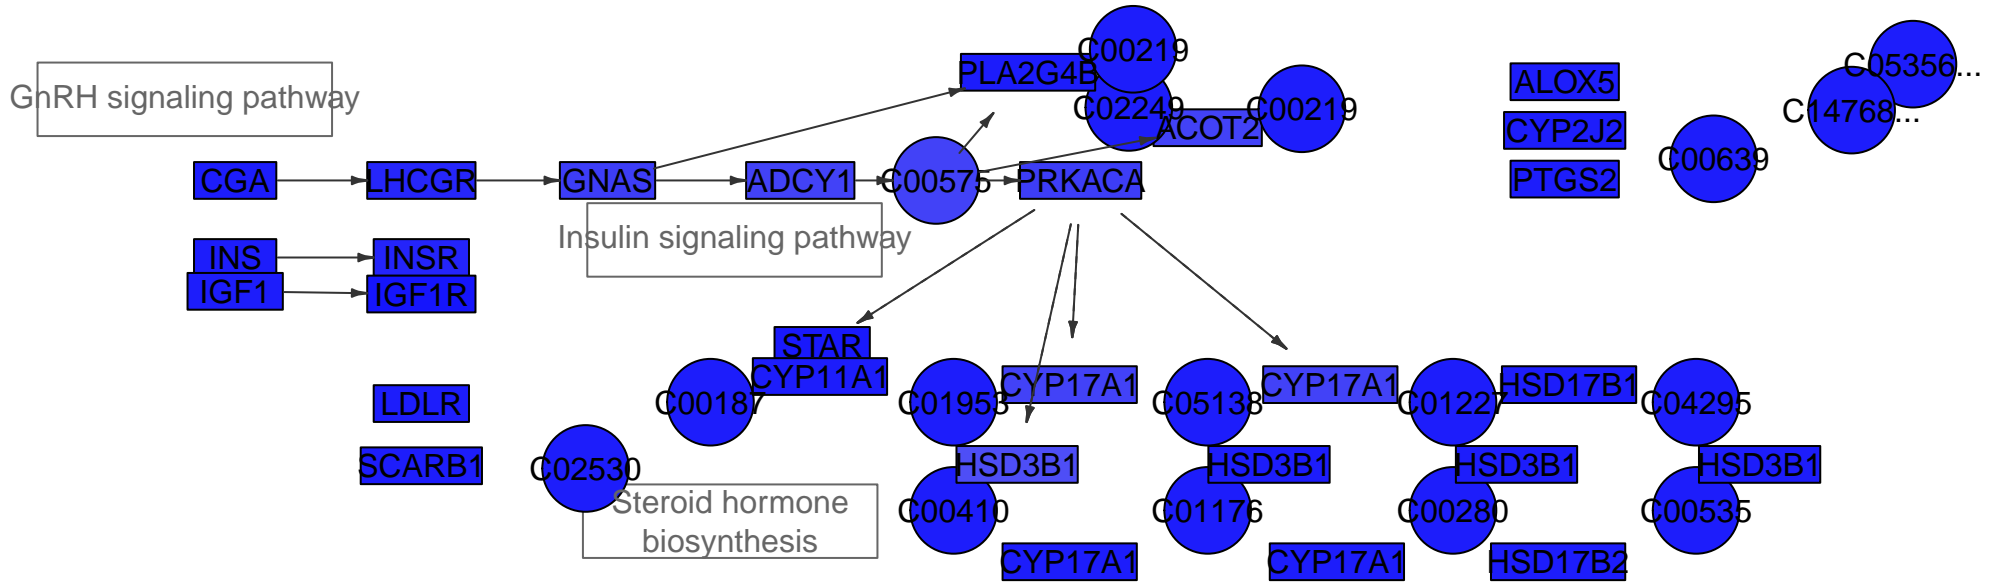 C00219
C05356...
PLA2G4B
ALOX5
GnRH signaling pathway
C02249
C00219
C14768...
ACOT2
CYP2J2
C00639
CGA
LHCGR
GNAS
ADCY1
C00575
PRKACA
PTGS2
Insulin signaling pathway
INS
INSR
IGF1
IGF1R
STAR
CYP11A1
CYP17A1
CYP17A1
HSD17B1
LDLR
C00187
C01953
C05138
C01227
C04295
SCARB1
C02530
HSD3B1
HSD3B1
HSD3B1
HSD3B1
Steroid hormone
biosynthesis
C00410
C01176
C00280
C00535
CYP17A1
CYP17A1
HSD17B2